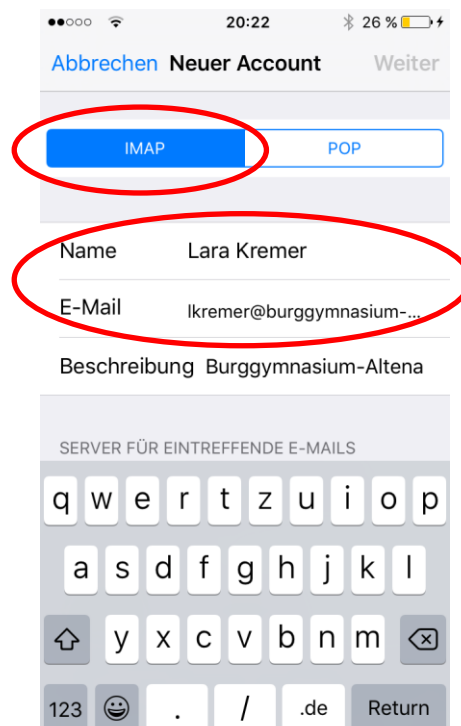 20:22 26 %
Abbrechen Neuer Account Weiter
IMAP POP
Name Lara Kremer
E-Mail lkremer@burggymnasium-...
Beschreibung Burggymnasium-Altena
SERVER FÜR EINTREFFENDE E-MAILS
q w e r t z u i o p
a s d f g h j k l
y x c v b n m
123 . / .de Return